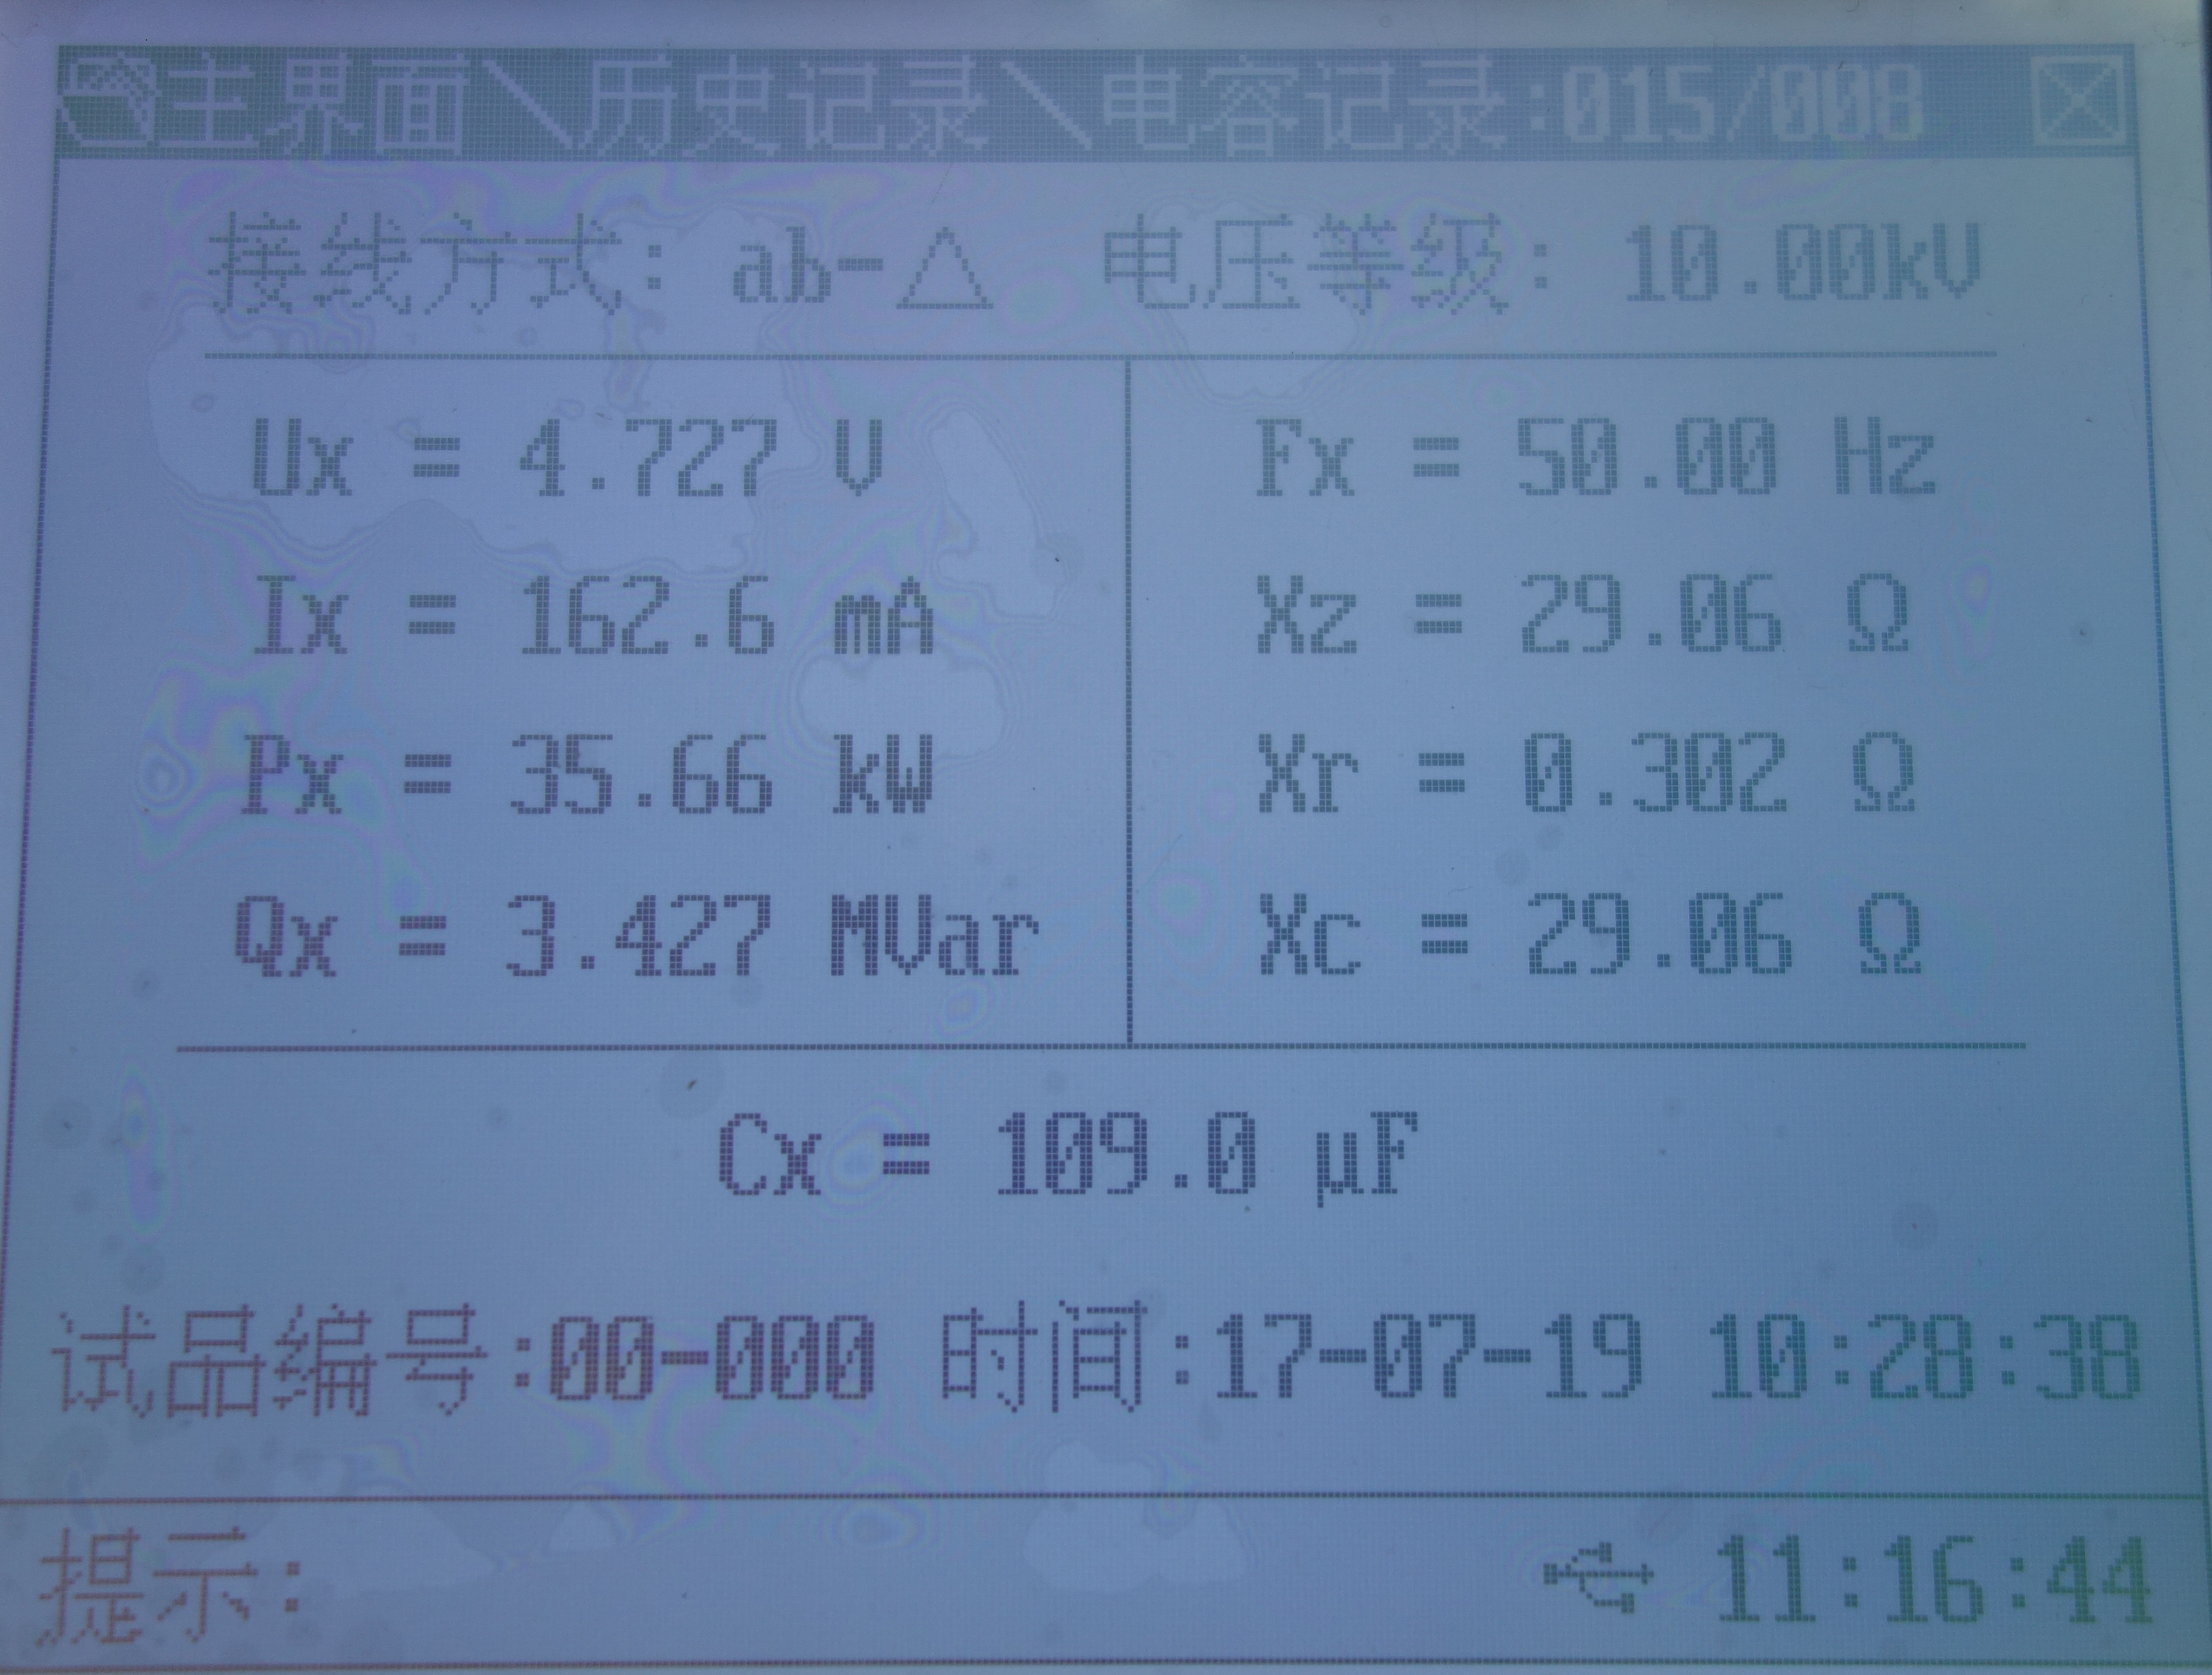 主界面\历史记录\电容记录:015/008
接线方式: ab-△ 电压等级: 10.00kV
Ux = 4.727 V
Ix = 162.6 mA
Px = 35.66 kW
Qx = 3.427 MVar
Fx = 50.00 Hz
Xz = 29.06 Ω
Xr = 0.302 Ω
Xc = 29.06 Ω
Cx = 109.0 μF
试品编号:00-000 时间:17-07-19 10:28:38
提示:
11:16:44